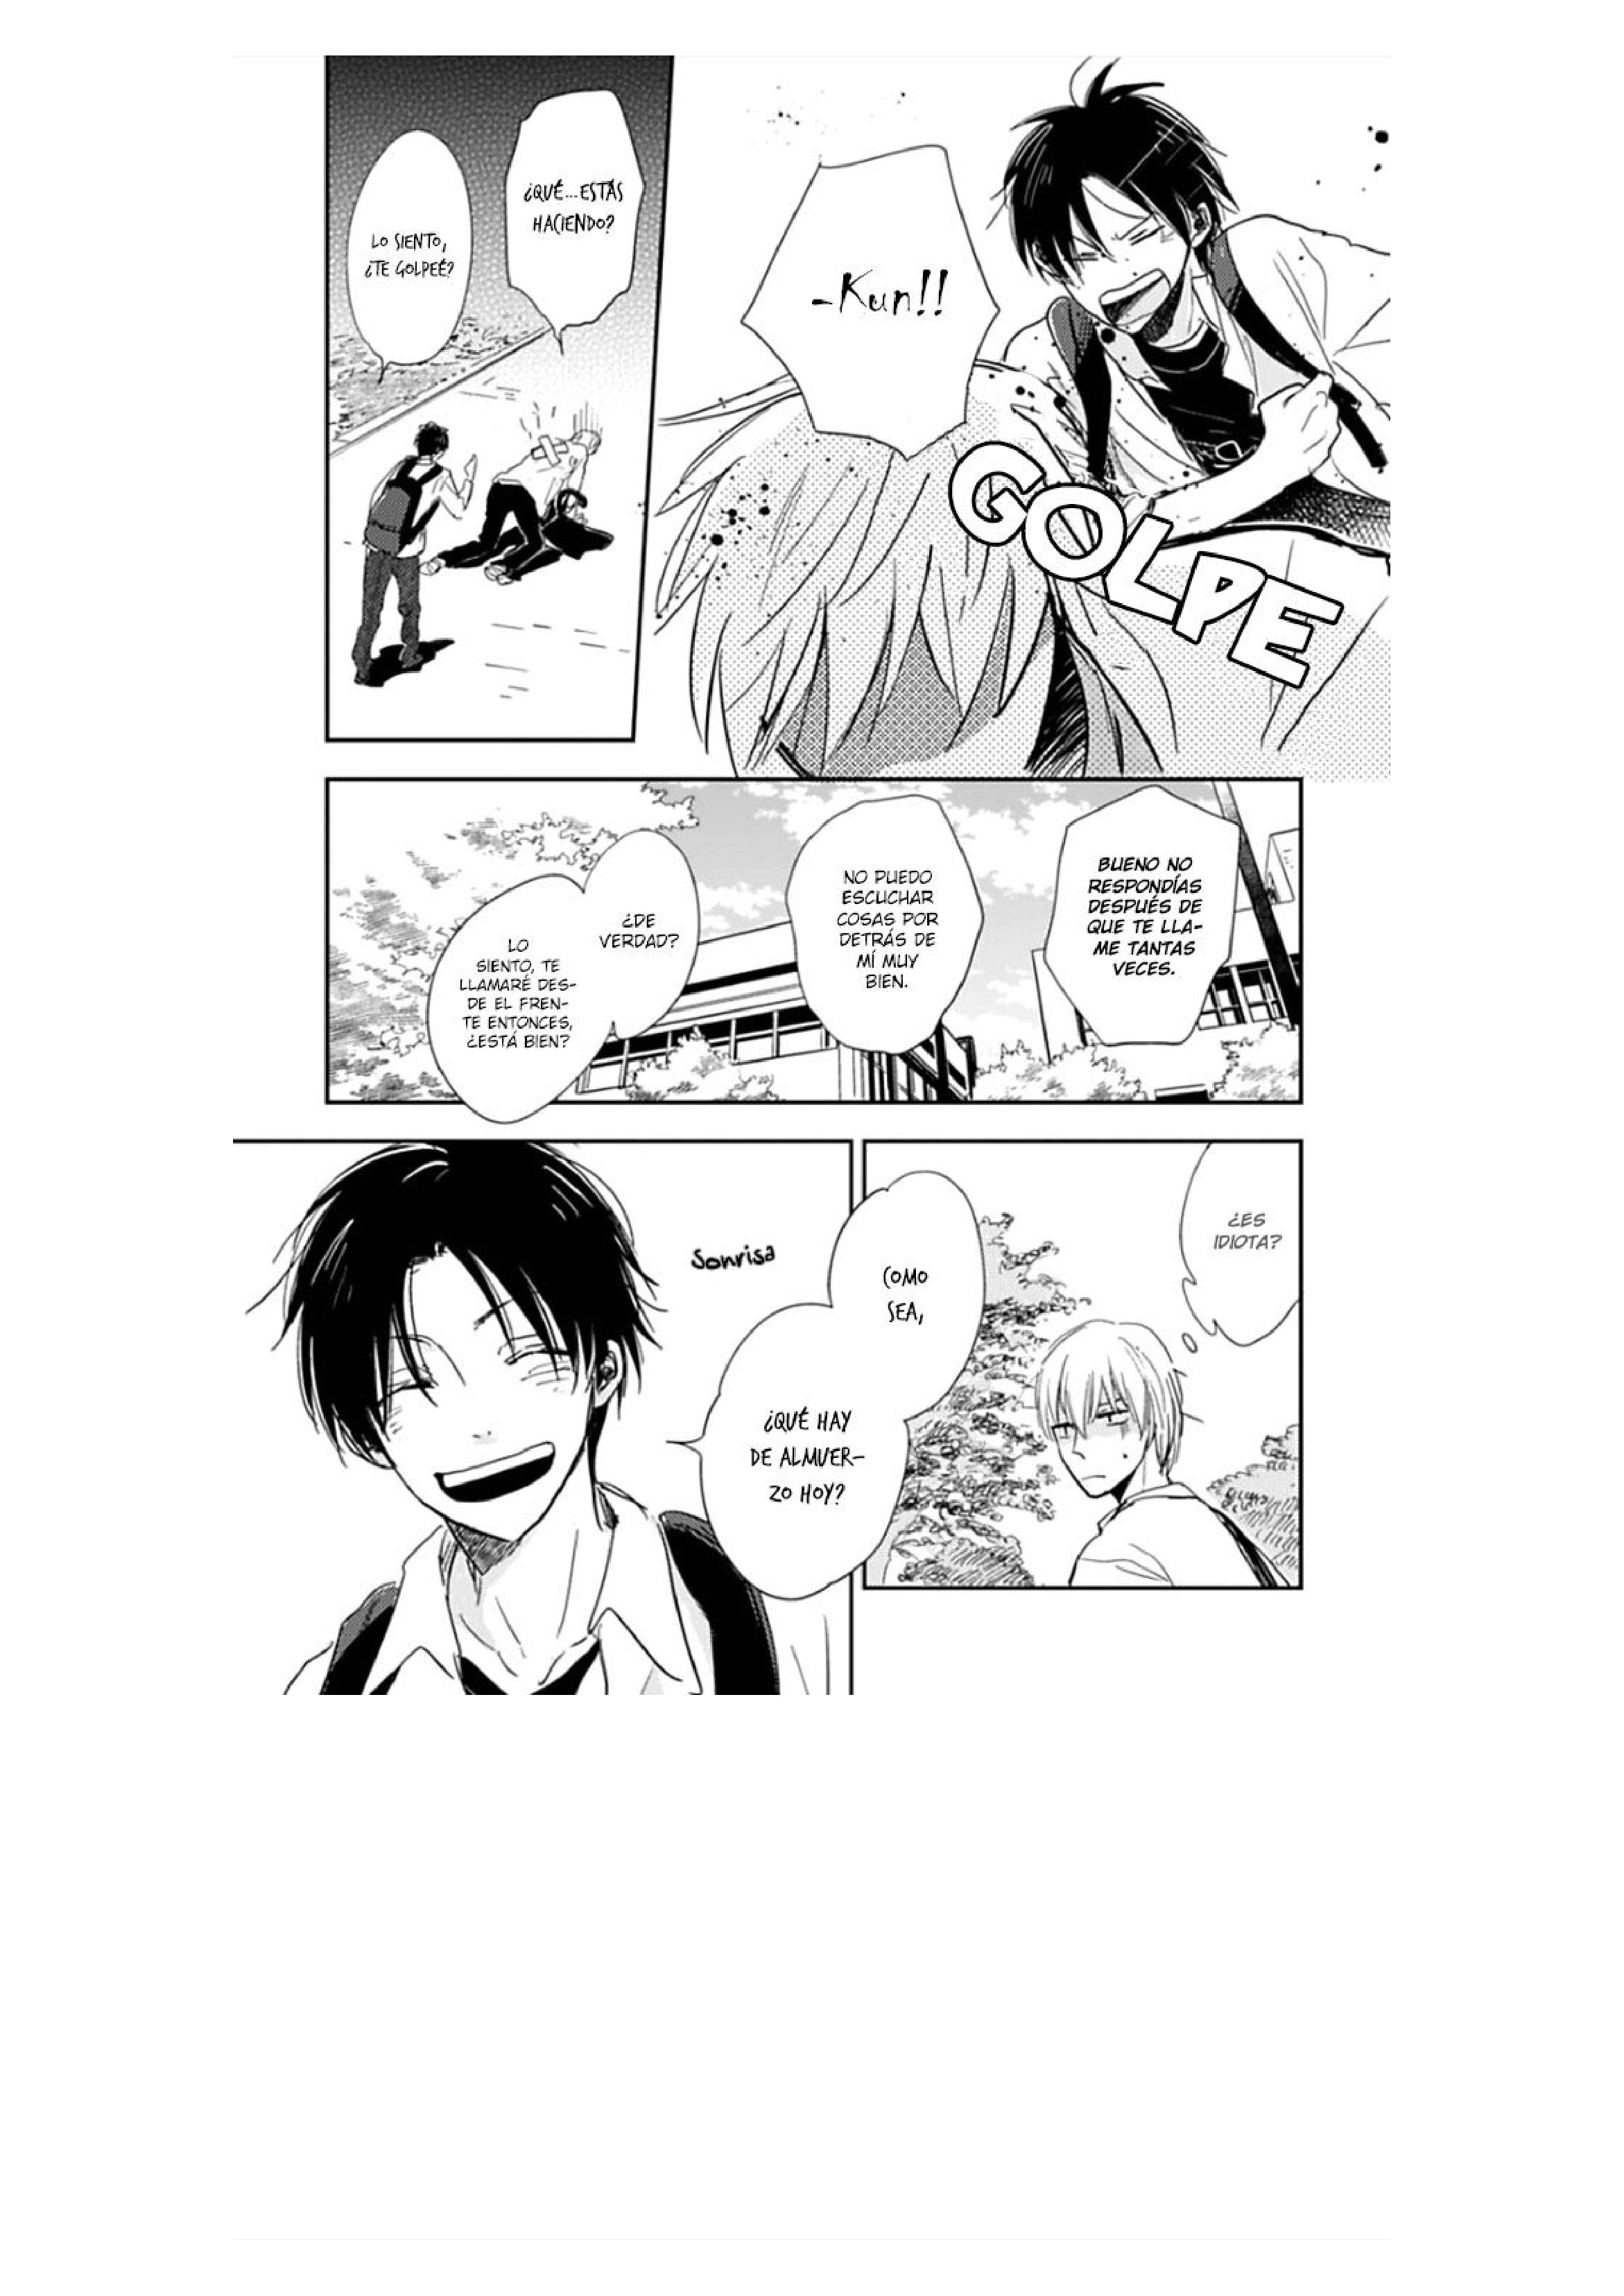 -Kun!!
GOLPE
¿QUÉ...ESTÁS
HACIENDO?
LO SIENTO,
¿TE GOLPEÉ?
BUENO NO
RESPONDÍAS
DESPUÉS DE
QUE TE LLA-
ME TANTAS
VECES.
NO PUEDO
ESCUCHAR
COSAS POR
DETRÁS DE
MÍ MUY
BIEN.
¿DE
VERDAD?
LO
SIENTO, TE
LLAMARÉ DES-
DE EL FREN-
TE ENTONCES,
¿ESTÁ BIEN?
¿ES
IDIOTA?
COMO
SEA,
¿QUÉ HAY
DE ALMUER-
ZO HOY?
Sonrisa